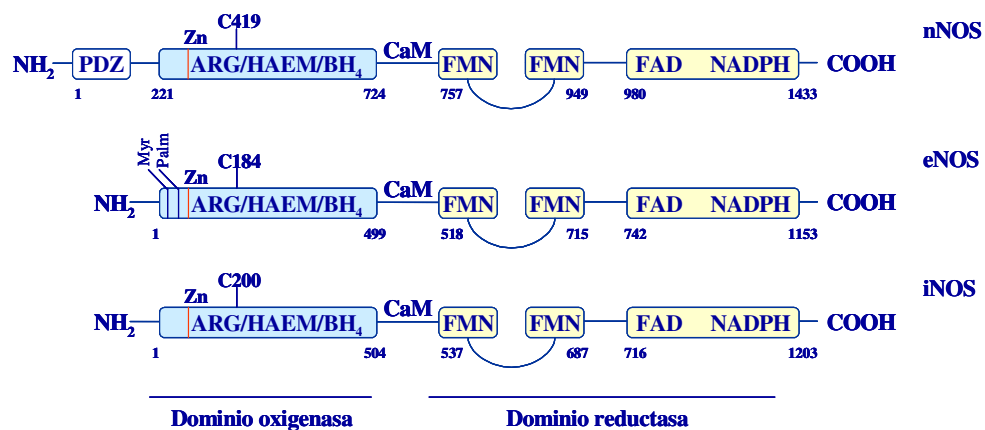 C419 nNOS
Zn CaM
NH₂ PDZ ARG/HAEM/BH₄ FMN FMN FAD NADPH COOH
1 221 724 757 949 980 1433
Myr Palm
C184 eNOS
Zn CaM
NH₂ ARG/HAEM/BH₄ FMN FMN FAD NADPH COOH
1 499 518 715 742 1153
C200 iNOS
Zn CaM
NH₂ ARG/HAEM/BH₄ FMN FMN FAD NADPH COOH
1 504 537 687 716 1203
Dominio oxigenasa Dominio reductasa